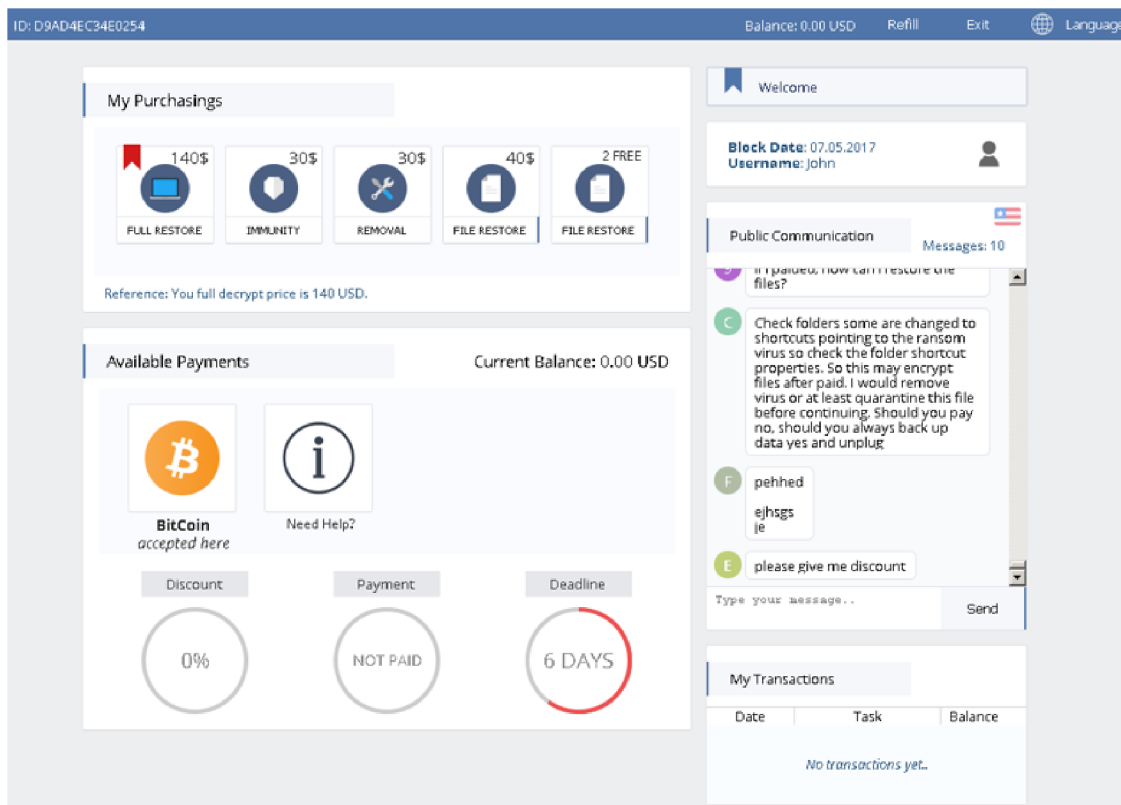 ID: D9AD4EC34E0254
Balance: 0.00 USD Refill Exit Language
My Purchasings
140$ 30$ 30$ 40$ 2 FREE
FULL RESTORE IMMUNITY REMOVAL FILE RESTORE FILE RESTORE
Reference: You full decrypt price is 140 USD.
Available Payments
Current Balance: 0.00 USD
BitCoin
accepted here
Need Help?
Discount Payment Deadline
0% NOT PAID 6 DAYS
Welcome
Block Date: 07.05.2017
Username: John
Public Communication
Messages: 10
if I paided, how can I restore the
files?
C
Check folders some are changed to
shortcuts pointing to the ransom
virus so check the folder shortcut
properties. So this may encrypt
files after paid. I would remove
virus or at least quarantine this file
before continuing. Should you pay
no, should you always back up
data yes and unplug
F
pehhed
ejhsgs
je
E
please give me discount
Type your message..
Send
My Transactions
Date Task Balance
No transactions yet..